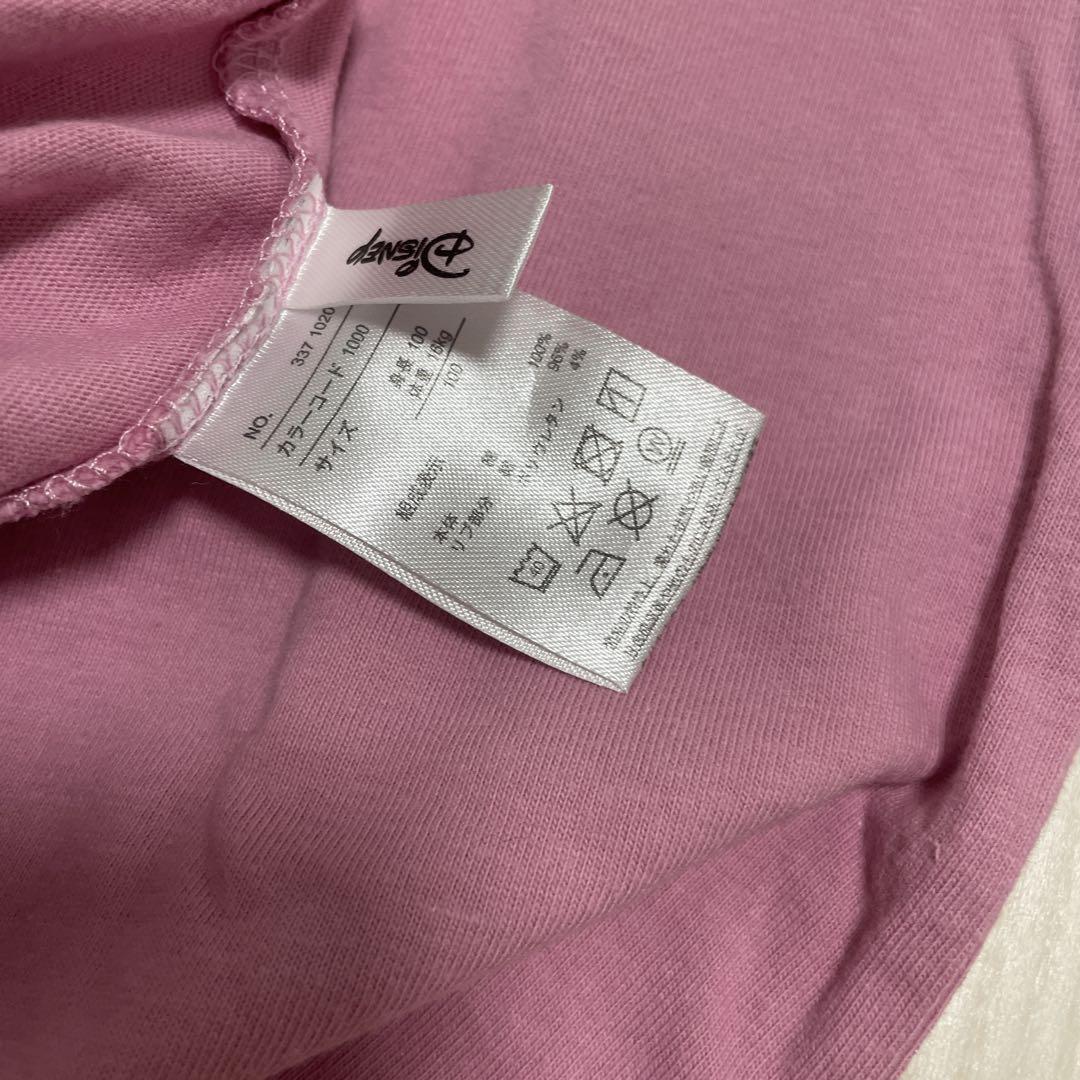 Disney
NO. 337 1020
カラーコード 1000
サイズ 100
身長 100
体重 16kg
組成表示
本体 綿 100%
リブ部分 綿 96%
ポリウレタン 4%
40
W